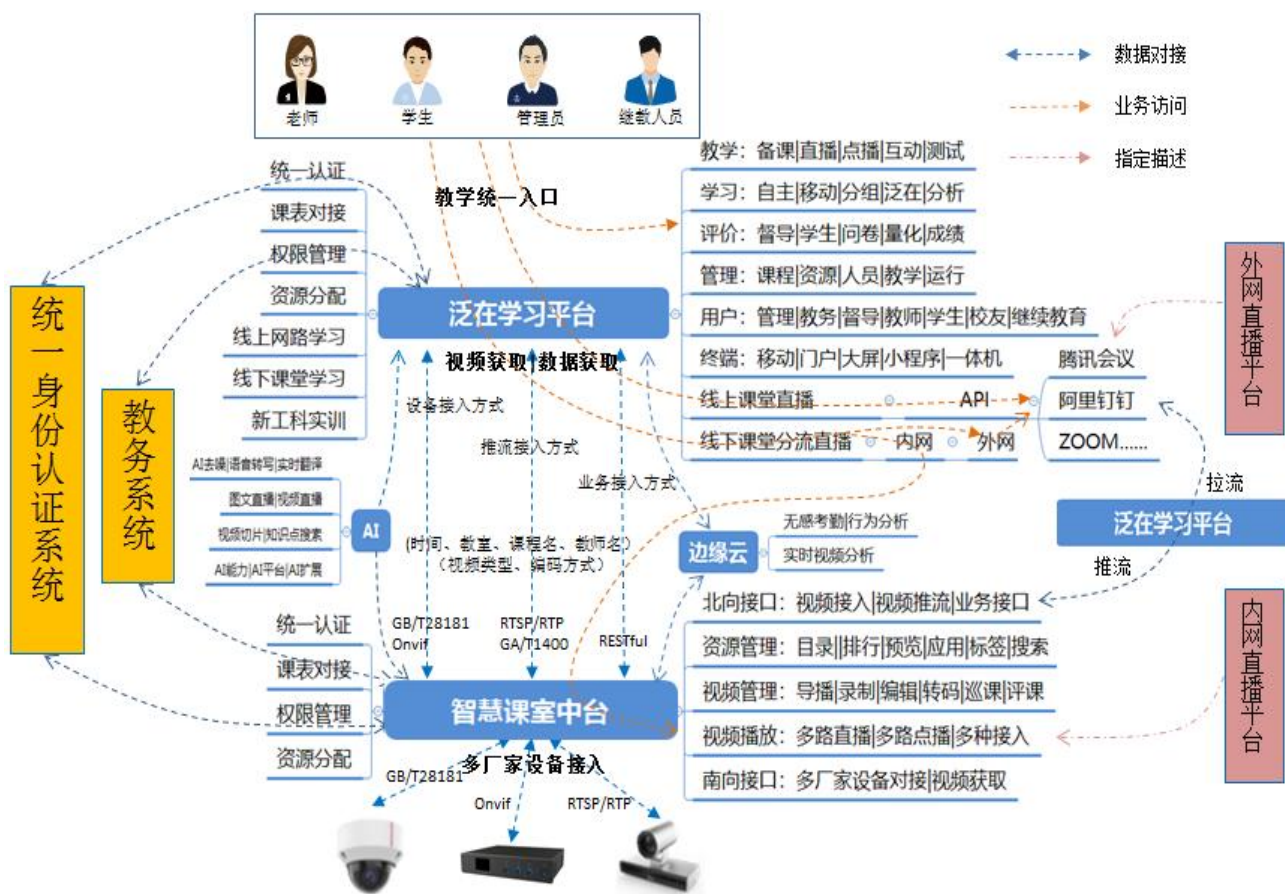 老师
学生
管理员
继教人员
数据对接
业务访问
指定描述
教学统一入口
统一认证
课表对接
权限管理
资源分配
线上网路学习
线下课堂学习
新工科实训
泛在学习平台
教学：备课|直播|点播|互动|测试
学习：自主|移动|分组|泛在|分析
评价：督导|学生|问卷|量化|成绩
管理：课程|资源|人员|教学|运行
用户：管理|教务|督导|教师|学生|校友|继续教育
终端：移动|门户|大屏|小程序|一体机
线上课堂直播
API
线下课堂分流直播
内网
外网
腾讯会议
阿里钉钉
ZOOM......
外网直播平台
统一身份认证系统
教务系统
视频获取 数据获取
设备接入方式
推流接入方式
业务接入方式
AI去噪|语音转写|实时翻译
图文直播|视频直播
视频切片|知识点搜素
AI能力|AI平台|AI扩展
AI
(时间、教室、课程名、教师名)
（视频类型、编码方式）
边缘云
无感考勤|行为分析
实时视频分析
拉流
泛在学习平台
推流
GB/T28181
Onvif
RTSP/RTP
GA/T1400
RESTful
统一认证
课表对接
权限管理
资源分配
智慧课室中台
北向接口：视频接入|视频推流|业务接口
资源管理：目录||排行|预览|应用|标签|搜索
视频管理：导播|录制|编辑|转码|巡课|评课
视频播放：多路直播|多路点播|多种接入
南向接口：多厂家设备对接|视频获取
内网直播平台
多厂家设备接入
GB/T28181
Onvif
RTSP/RTP